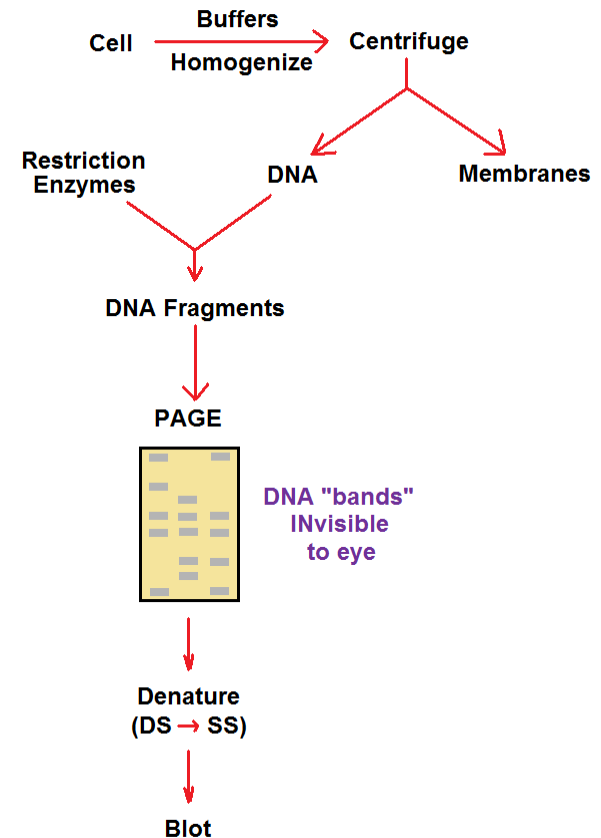 Buffers
Cell
Centrifuge
Homogenize
Restriction
Enzymes
DNA
Membranes
DNA Fragments
PAGE
DNA "bands"
INvisible
to eye
Denature
(DS → SS)
Blot